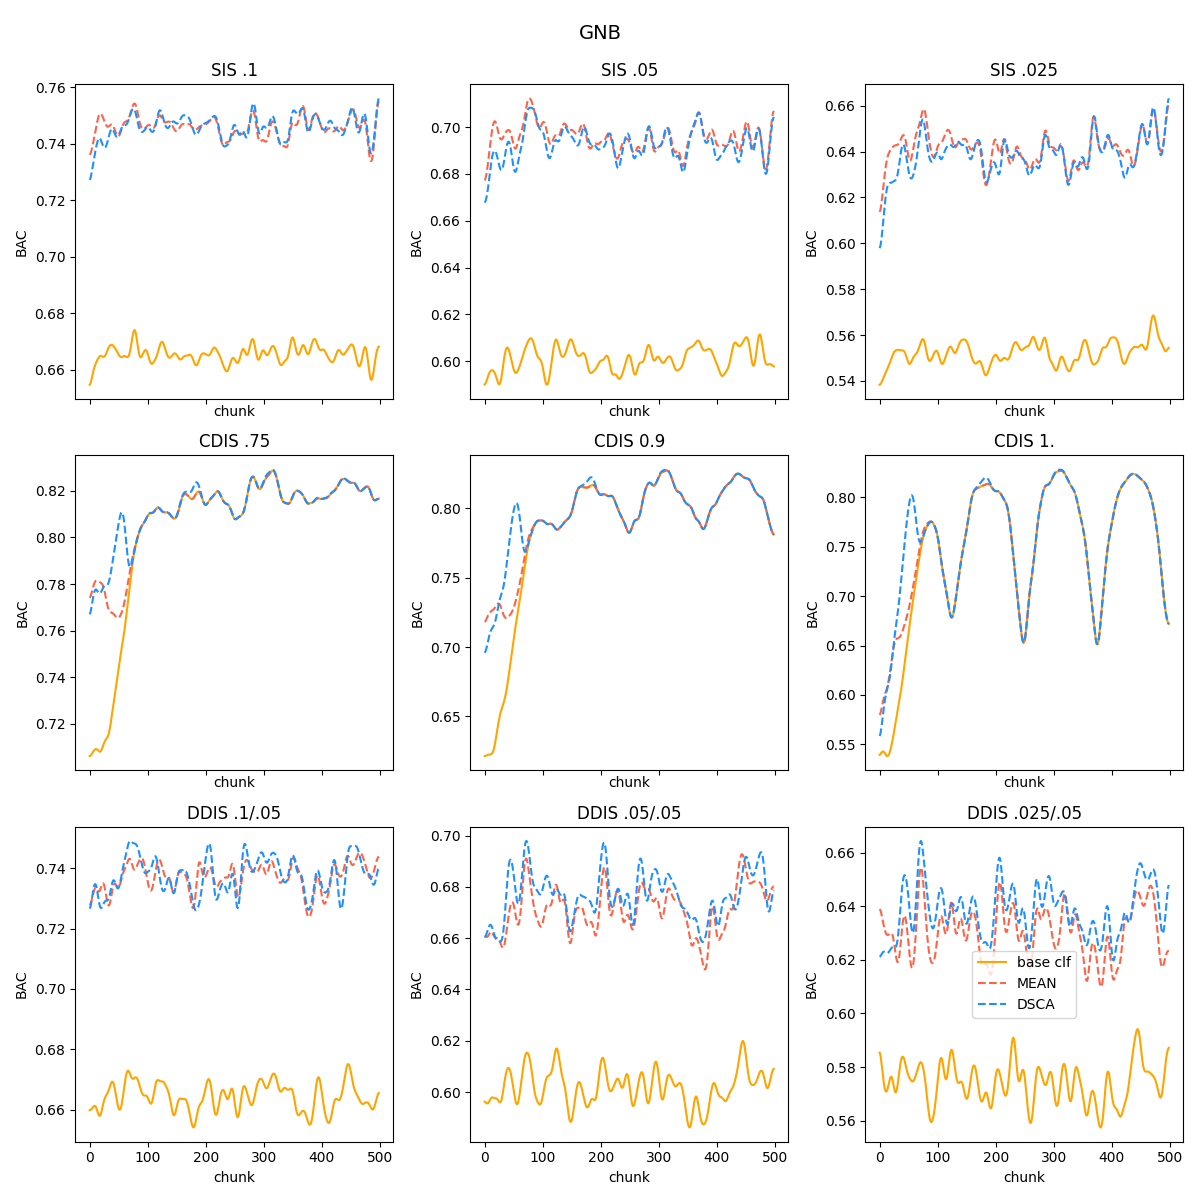 GNB
SIS .1
SIS .05
SIS .025
0.76
0.74
0.72
0.70
0.68
0.66
BAC
chunk
0.70
0.68
0.66
0.64
0.62
0.60
BAC
chunk
0.66
0.64
0.62
0.60
0.58
0.56
0.54
BAC
chunk
CDIS .75
CDIS 0.9
CDIS 1.
0.82
0.80
0.78
0.76
0.74
0.72
BAC
chunk
0.80
0.75
0.70
0.65
BAC
chunk
0.80
0.75
0.70
0.65
0.60
0.55
BAC
chunk
DDIS .1/.05
DDIS .05/.05
DDIS .025/.05
0.74
0.72
0.70
0.68
0.66
BAC
0 100 200 300 400 500
chunk
0.70
0.68
0.66
0.64
0.62
0.60
BAC
0 100 200 300 400 500
chunk
0.66
0.64
0.62
0.60
0.58
0.56
BAC
base clf
MEAN
DSCA
0 100 200 300 400 500
chunk